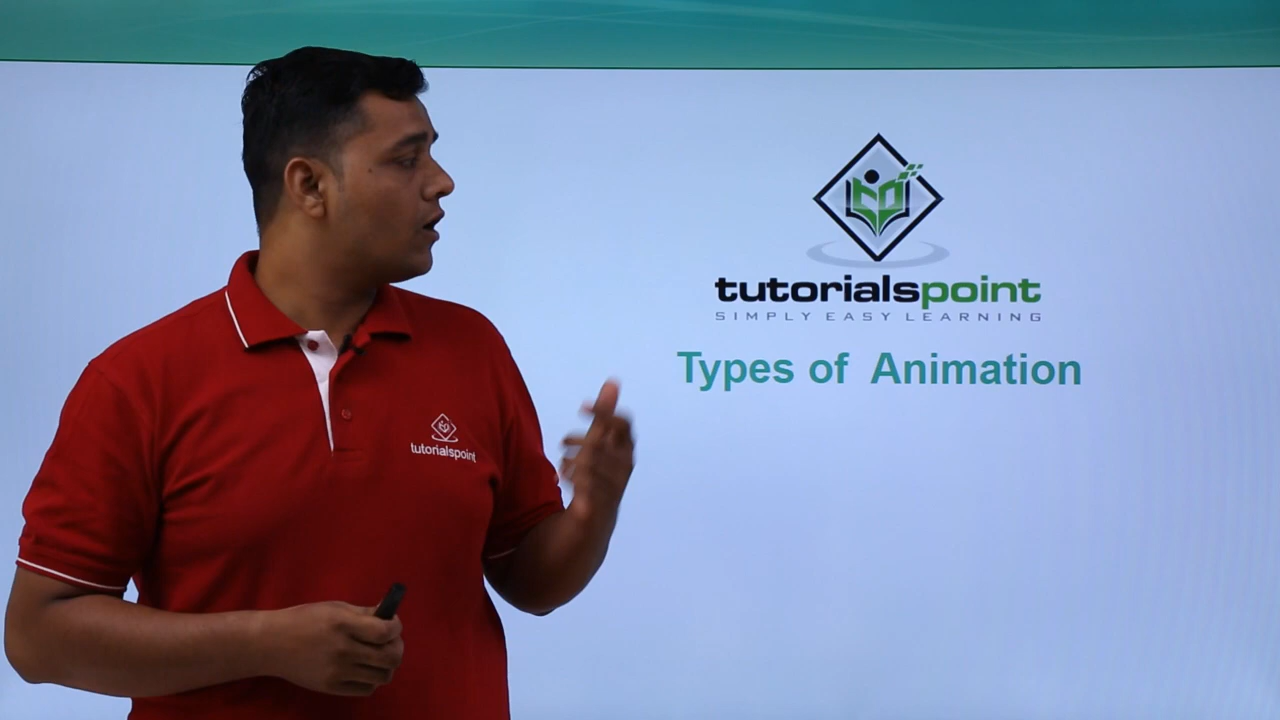 tutorialspoint
SIMPLY EASY LEARNING
Types of Animation
tutorialspoint